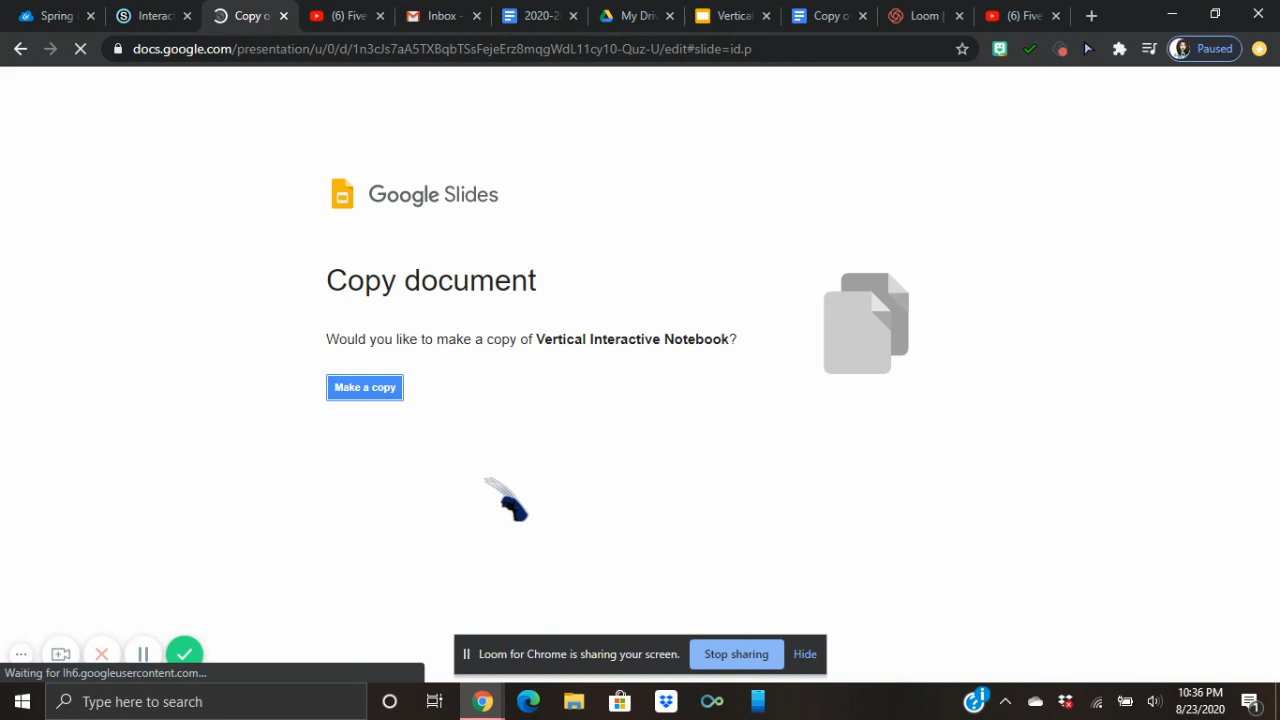 Spring
Interac
Copy o
(6) Five
Inbox -
2020-2
My Driv
Vertical
Copy o
Loom |
(6) Five
docs.google.com/presentation/u/0/d/1n3cJs7aA5TXBqbTSsFejeErz8mqgWdL11cy10-Quz-U/edit#slide=id.p
Paused
Google Slides
Copy document
Would you like to make a copy of Vertical Interactive Notebook?
Make a copy
Loom for Chrome is sharing your screen.
Stop sharing
Hide
Waiting for lh6.googleusercontent.com...
Type here to search
10:36 PM
8/23/2020
1